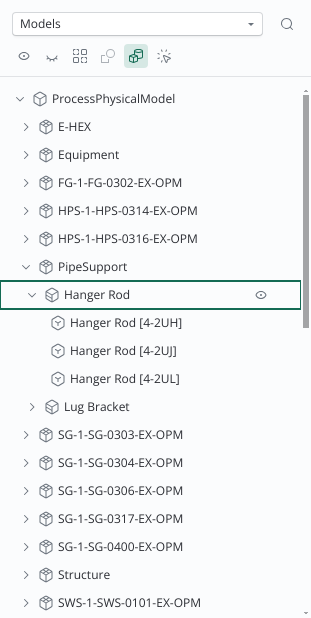 Models
ProcessPhysicalModel
E-HEX
Equipment
FG-1-FG-0302-EX-OPM
HPS-1-HPS-0314-EX-OPM
HPS-1-HPS-0316-EX-OPM
PipeSupport
Hanger Rod
Hanger Rod [4-2UH]
Hanger Rod [4-2UJ]
Hanger Rod [4-2UL]
Lug Bracket
SG-1-SG-0303-EX-OPM
SG-1-SG-0304-EX-OPM
SG-1-SG-0306-EX-OPM
SG-1-SG-0317-EX-OPM
SG-1-SG-0400-EX-OPM
Structure
SWS-1-SWS-0101-EX-OPM